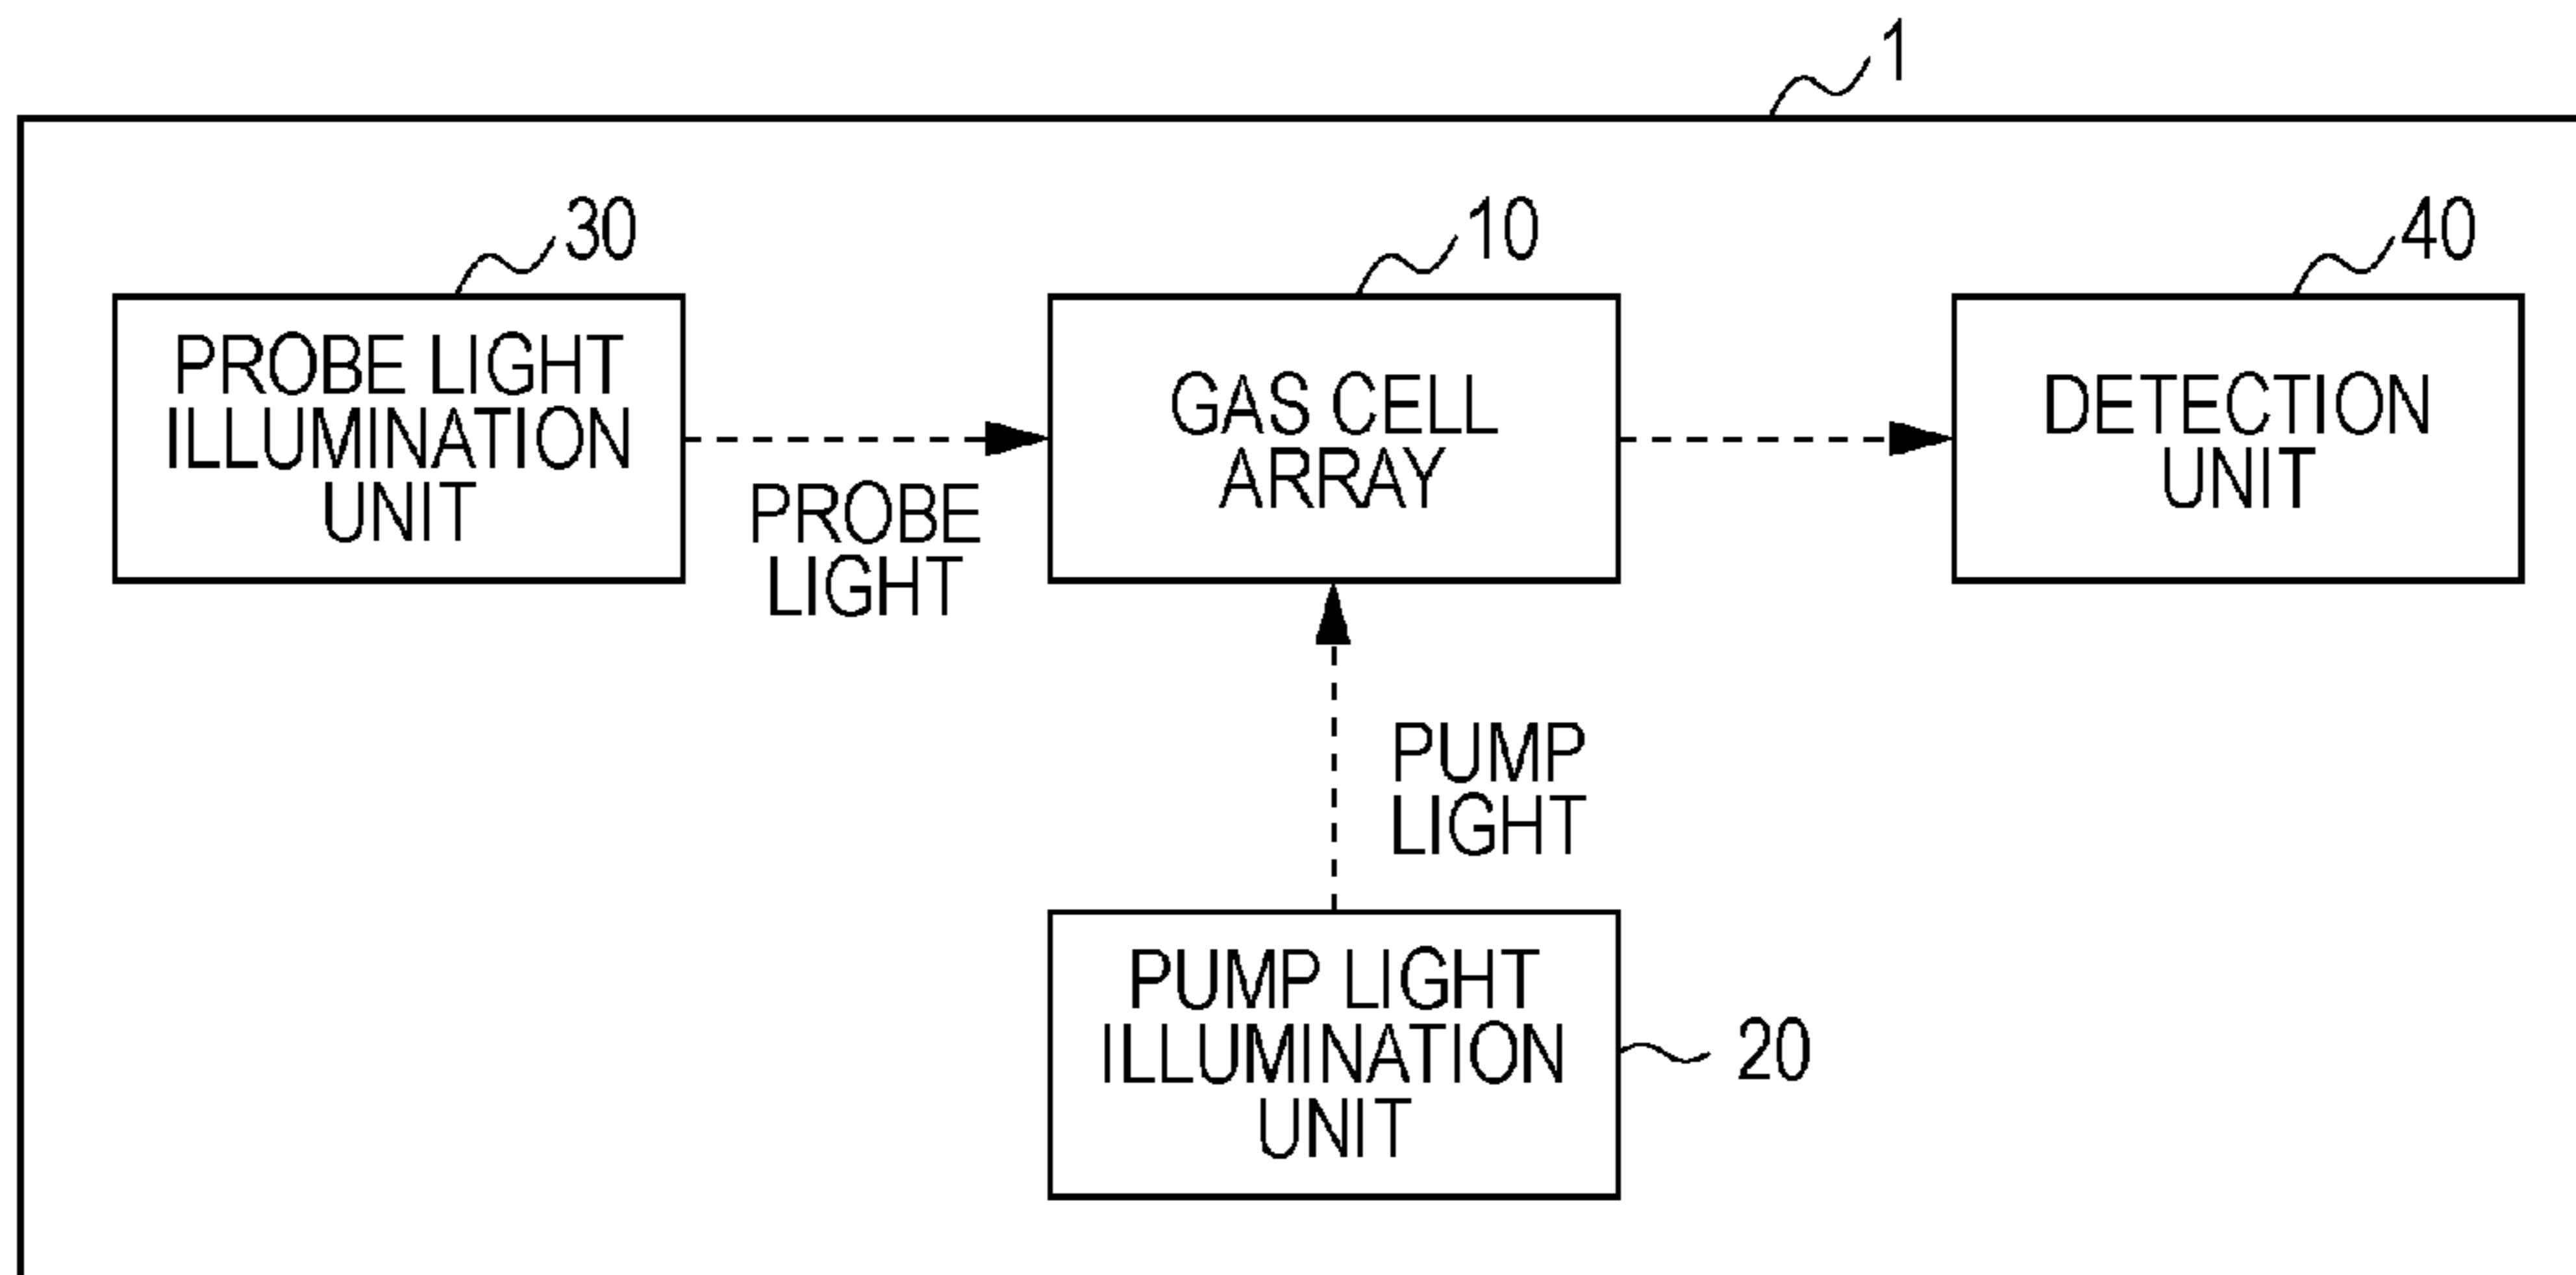 1
30
10
40
PROBE LIGHT
ILLUMINATION
UNIT
GAS CELL
ARRAY
DETECTION
UNIT
PROBE
LIGHT
PUMP
LIGHT
PUMP LIGHT
ILLUMINATION
UNIT
20